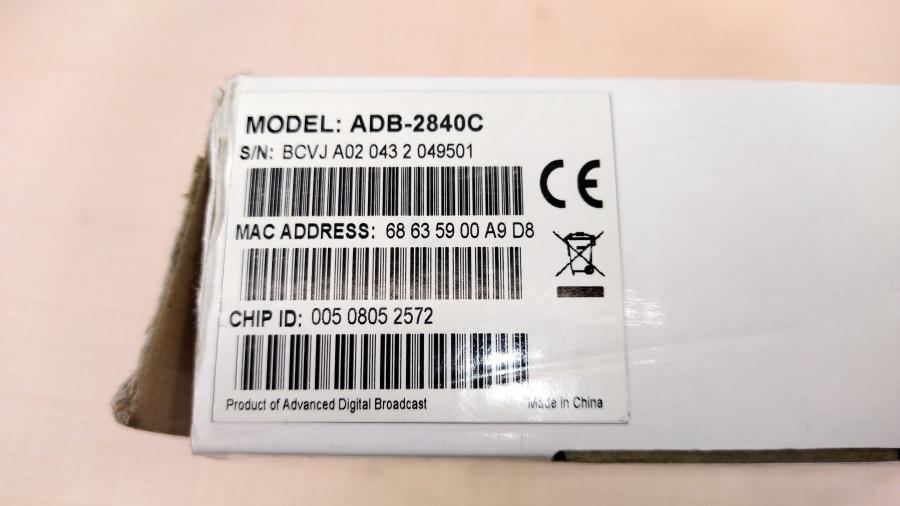 MODEL: ADB-2840C
S/N: BCVJ A02 043 2 049501
CE
MAC ADDRESS: 68 63 59 00 A9 D8
CHIP ID: 005 0805 2572
Product of Advanced Digital Broadcast
Made in China